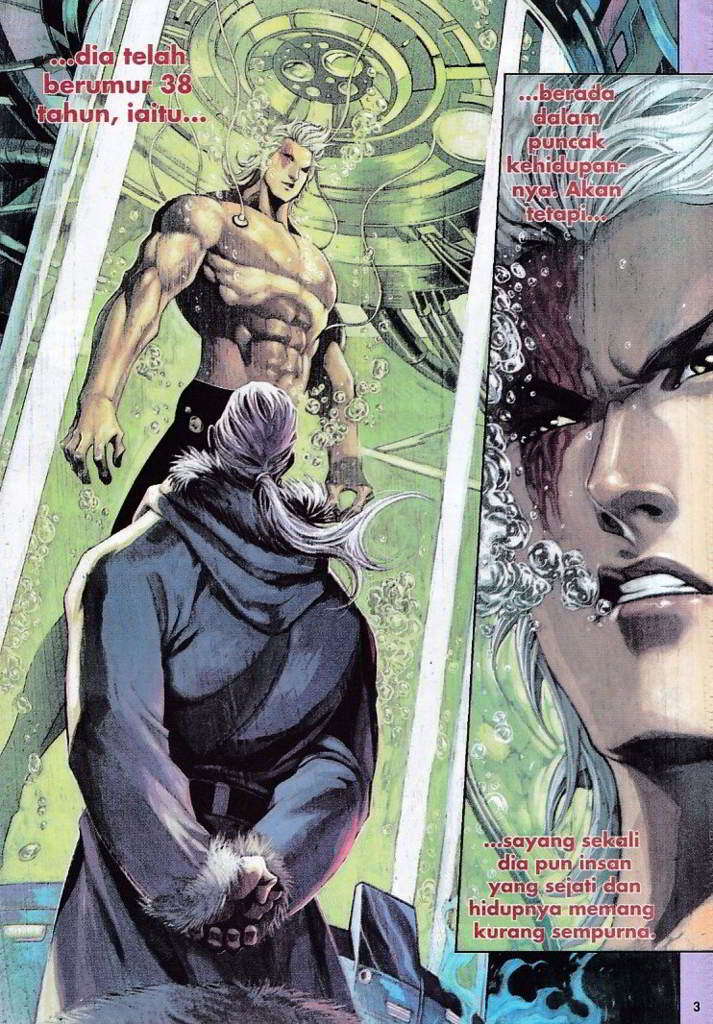 ...dia telah
berumur 38
tahun, iaitu...
...berada
dalam
puncak
kehidupan-
nya. Akan
tetapi...
...sayang sekali
dia pun insan
yang sejati dan
hidupnya memang
kurang sempurna.
3